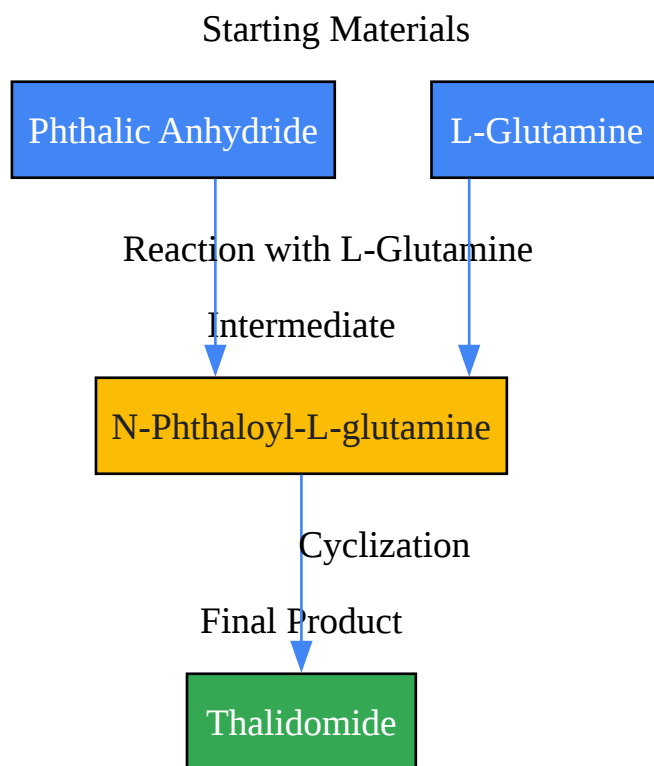 Starting Materials
Phthalic Anhydride
L-Glutamine
Reaction with L-Glutamine
Intermediate
N-Phthaloyl-L-glutamine
Cyclization
Final Product
Thalidomide